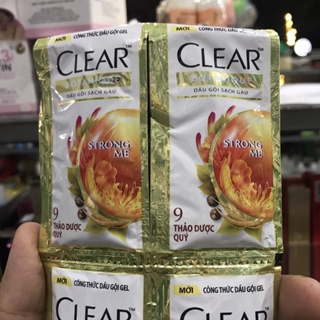 MỚI CÔNG THỨC DẦU GỘI GEL MỚI CÔNG THỨC DẦU GỘI GEL
CLEAR CLEAR
DẦU GỘI SẠCH GÀU DẦU GỘI SẠCH GÀU
STRONG STRONG
ME ME
9 9
THẢO DƯỢC THẢO DƯỢC
QUÝ QUÝ
MỚI CÔNG THỨC DẦU GỘI GEL MỚI CÔNG THỨC DẦU GỘI GEL
CLEAR CLEAR